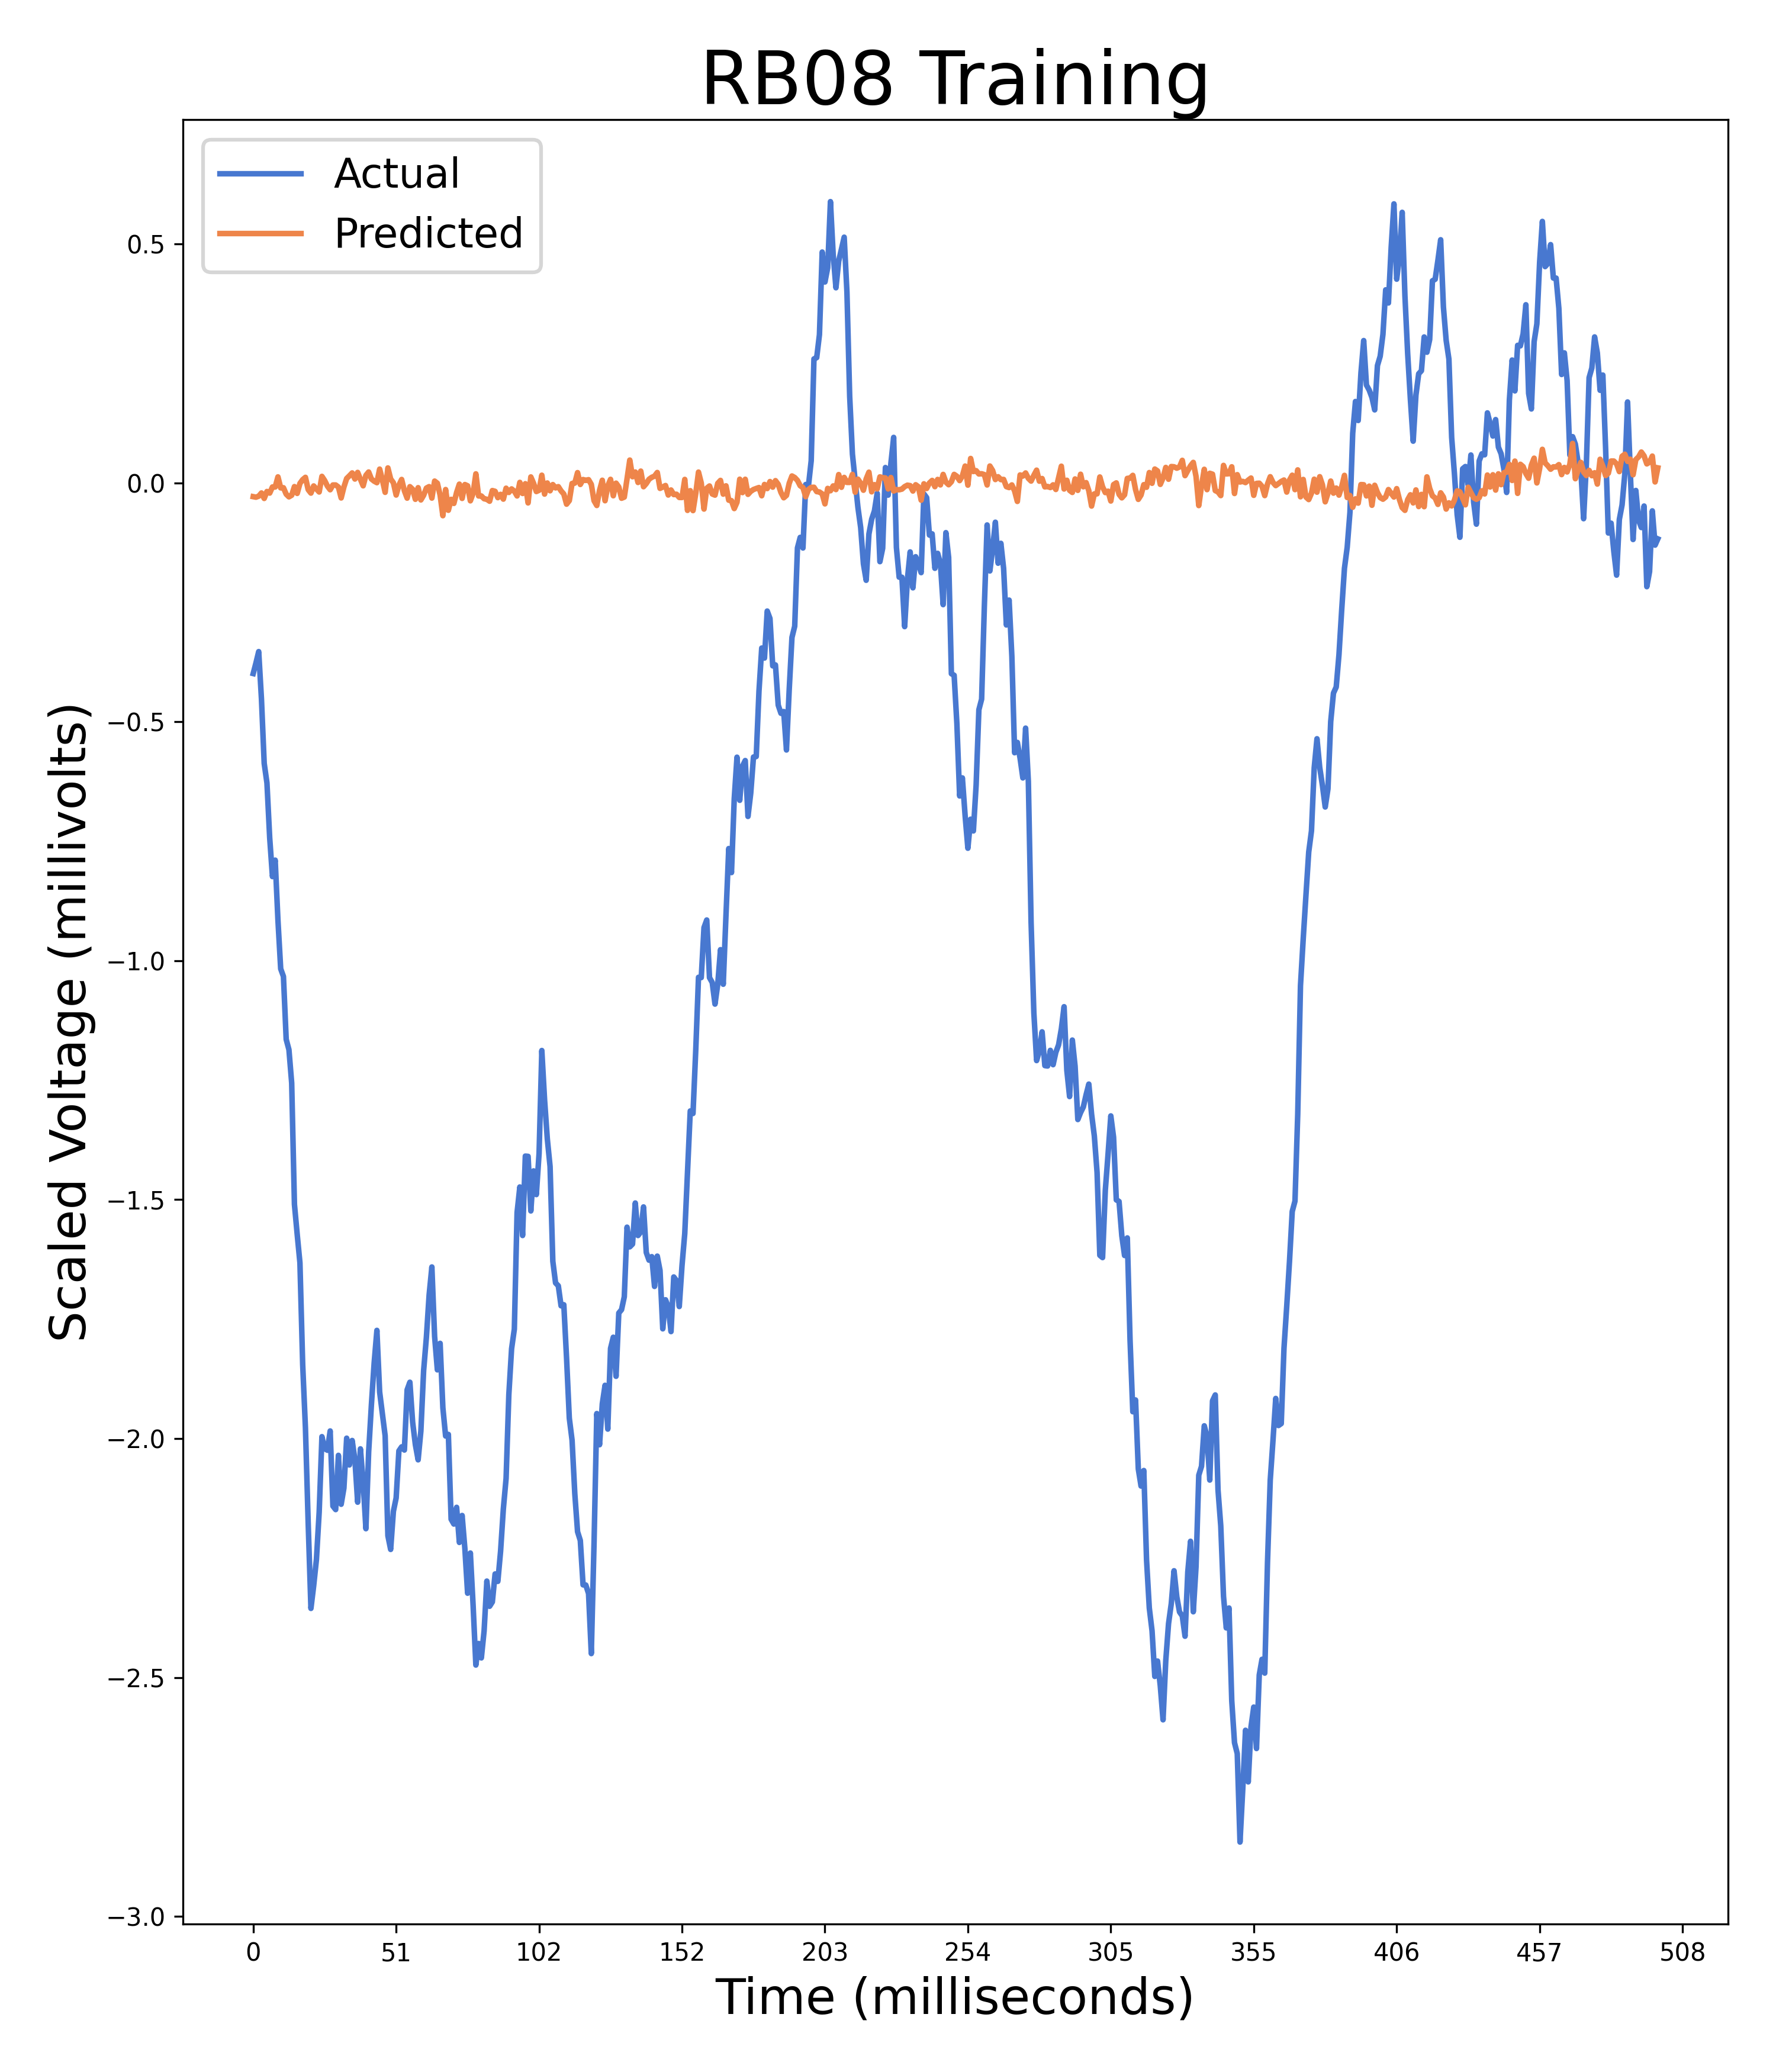 RB08 Training
Actual
Predicted
0.5
0.0
−0.5
−1.0
−1.5
−2.0
−2.5
−3.0
Scaled Voltage (millivolts)
0 51 102 152 203 254 305 355 406 457 508
Time (milliseconds)